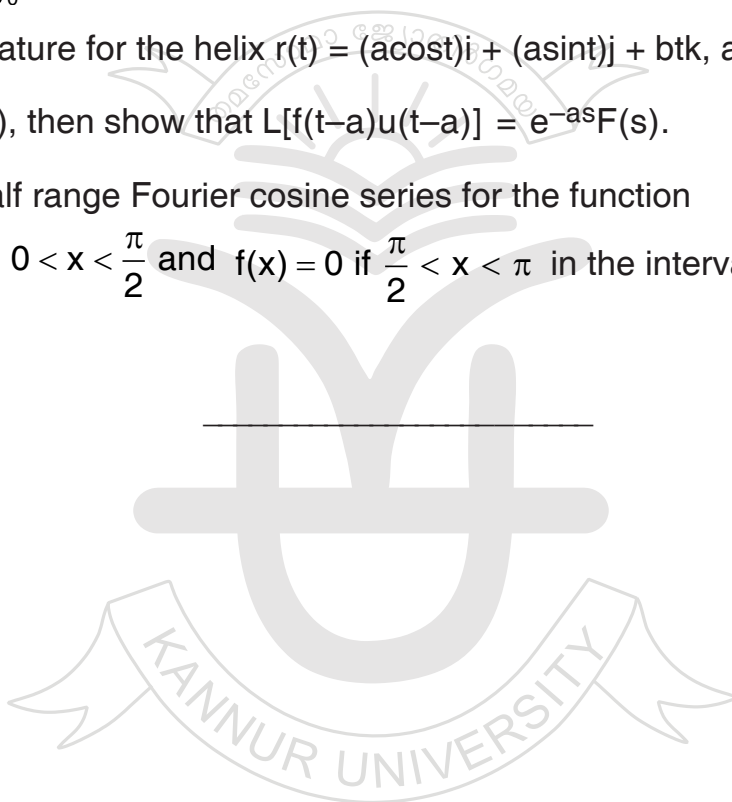 ature for the helix r(t) = (acost)i + (asint)j + btk, a
), then show that L[f(t–a)u(t–a)] = e^–as F(s).
alf range Fourier cosine series for the function
0 < x < π/2 and f(x) = 0 if π/2 < x < π in the interva
KANNUR UNIVERSITY